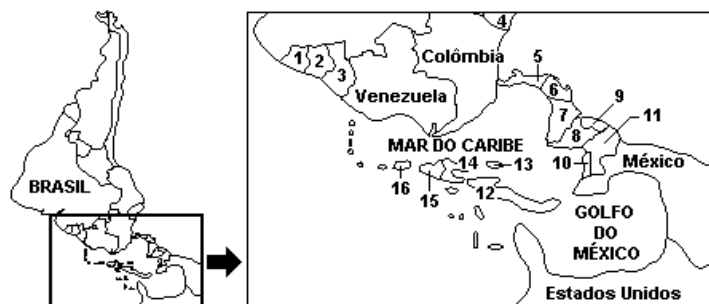 BRASIL
1 2 3
Venezuela
Colômbia
4
5
6
7
8
9
10
11
México
MAR DO CARIBE
16
15
14
13
12
GOLFO
DO
MÉXICO
Estados Unidos